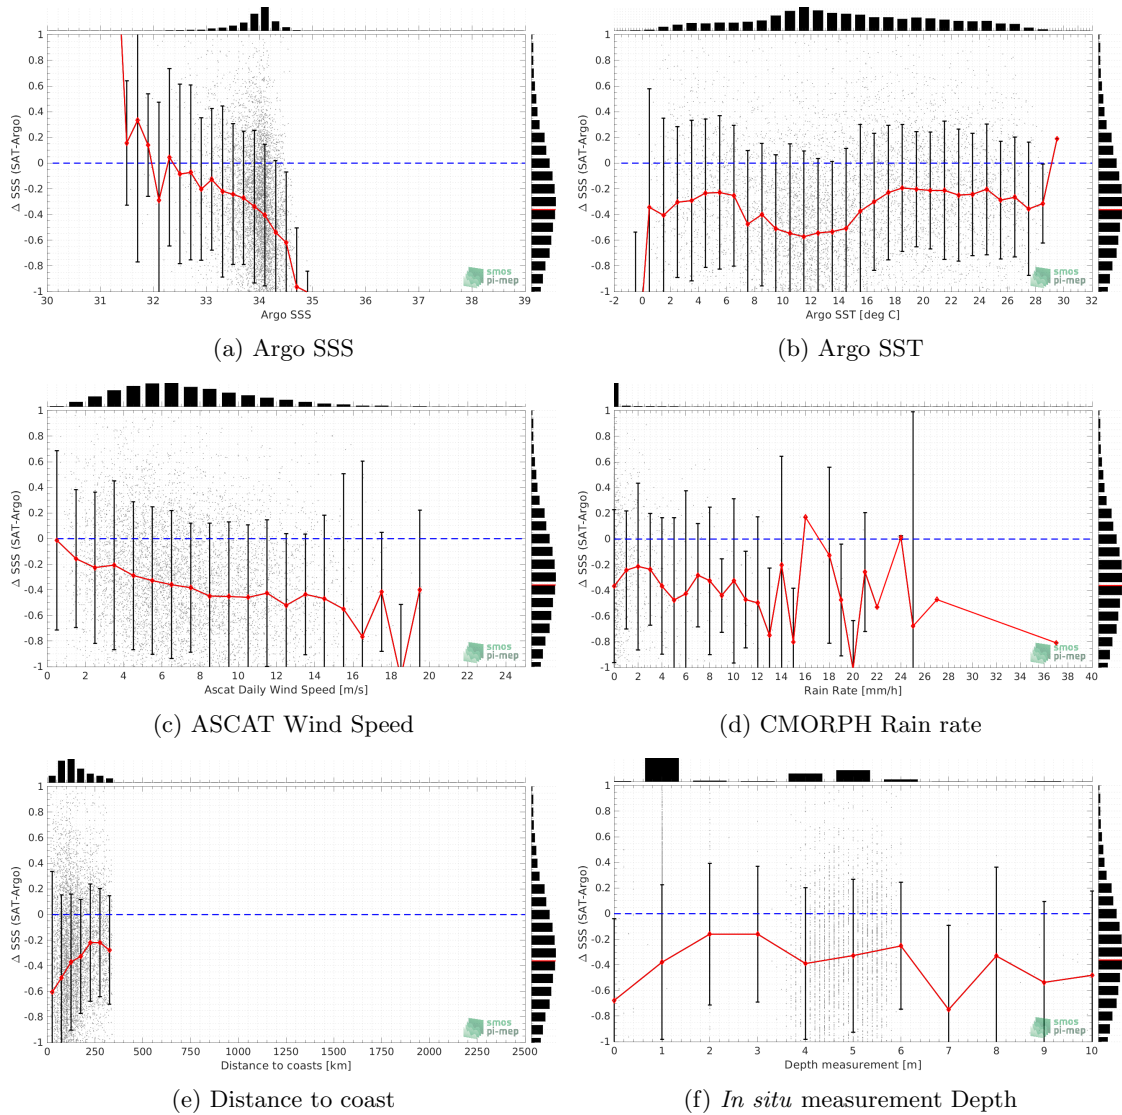 1
0.8
0.6
0.4
0.2
0
-0.2
-0.4
-0.6
-0.8
-1
Δ SSS (SAT-Argo)
30 31 32 33 34 35 36 37 38 39
Argo SSS
smos
pi-mep
(a) Argo SSS
1
0.8
0.6
0.4
0.2
0
-0.2
-0.4
-0.6
-0.8
-1
Δ SSS (SAT-Argo)
-2 0 2 4 6 8 10 12 14 16 18 20 22 24 26 28 30 32
Argo SST [deg C]
smos
pi-mep
(b) Argo SST
1
0.8
0.6
0.4
0.2
0
-0.2
-0.4
-0.6
-0.8
-1
Δ SSS (SAT-Argo)
0 2 4 6 8 10 12 14 16 18 20 22 24
Ascat Daily Wind Speed [m/s]
smos
pi-mep
(c) ASCAT Wind Speed
1
0.8
0.6
0.4
0.2
0
-0.2
-0.4
-0.6
-0.8
-1
Δ SSS (SAT-Argo)
0 2 4 6 8 10 12 14 16 18 20 22 24 26 28 30 32 34 36 38 40
Rain Rate [mm/h]
smos
pi-mep
(d) CMORPH Rain rate
1
0.8
0.6
0.4
0.2
0
-0.2
-0.4
-0.6
-0.8
-1
Δ SSS (SAT-Argo)
0 250 500 750 1000 1250 1500 1750 2000 2250 2500
Distance to coasts [km]
smos
pi-mep
(e) Distance to coast
1
0.8
0.6
0.4
0.2
0
-0.2
-0.4
-0.6
-0.8
-1
Δ SSS (SAT-Argo)
0 1 2 3 4 5 6 7 8 9 10
Depth measurement [m]
smos
pi-mep
(f) In situ measurement Depth